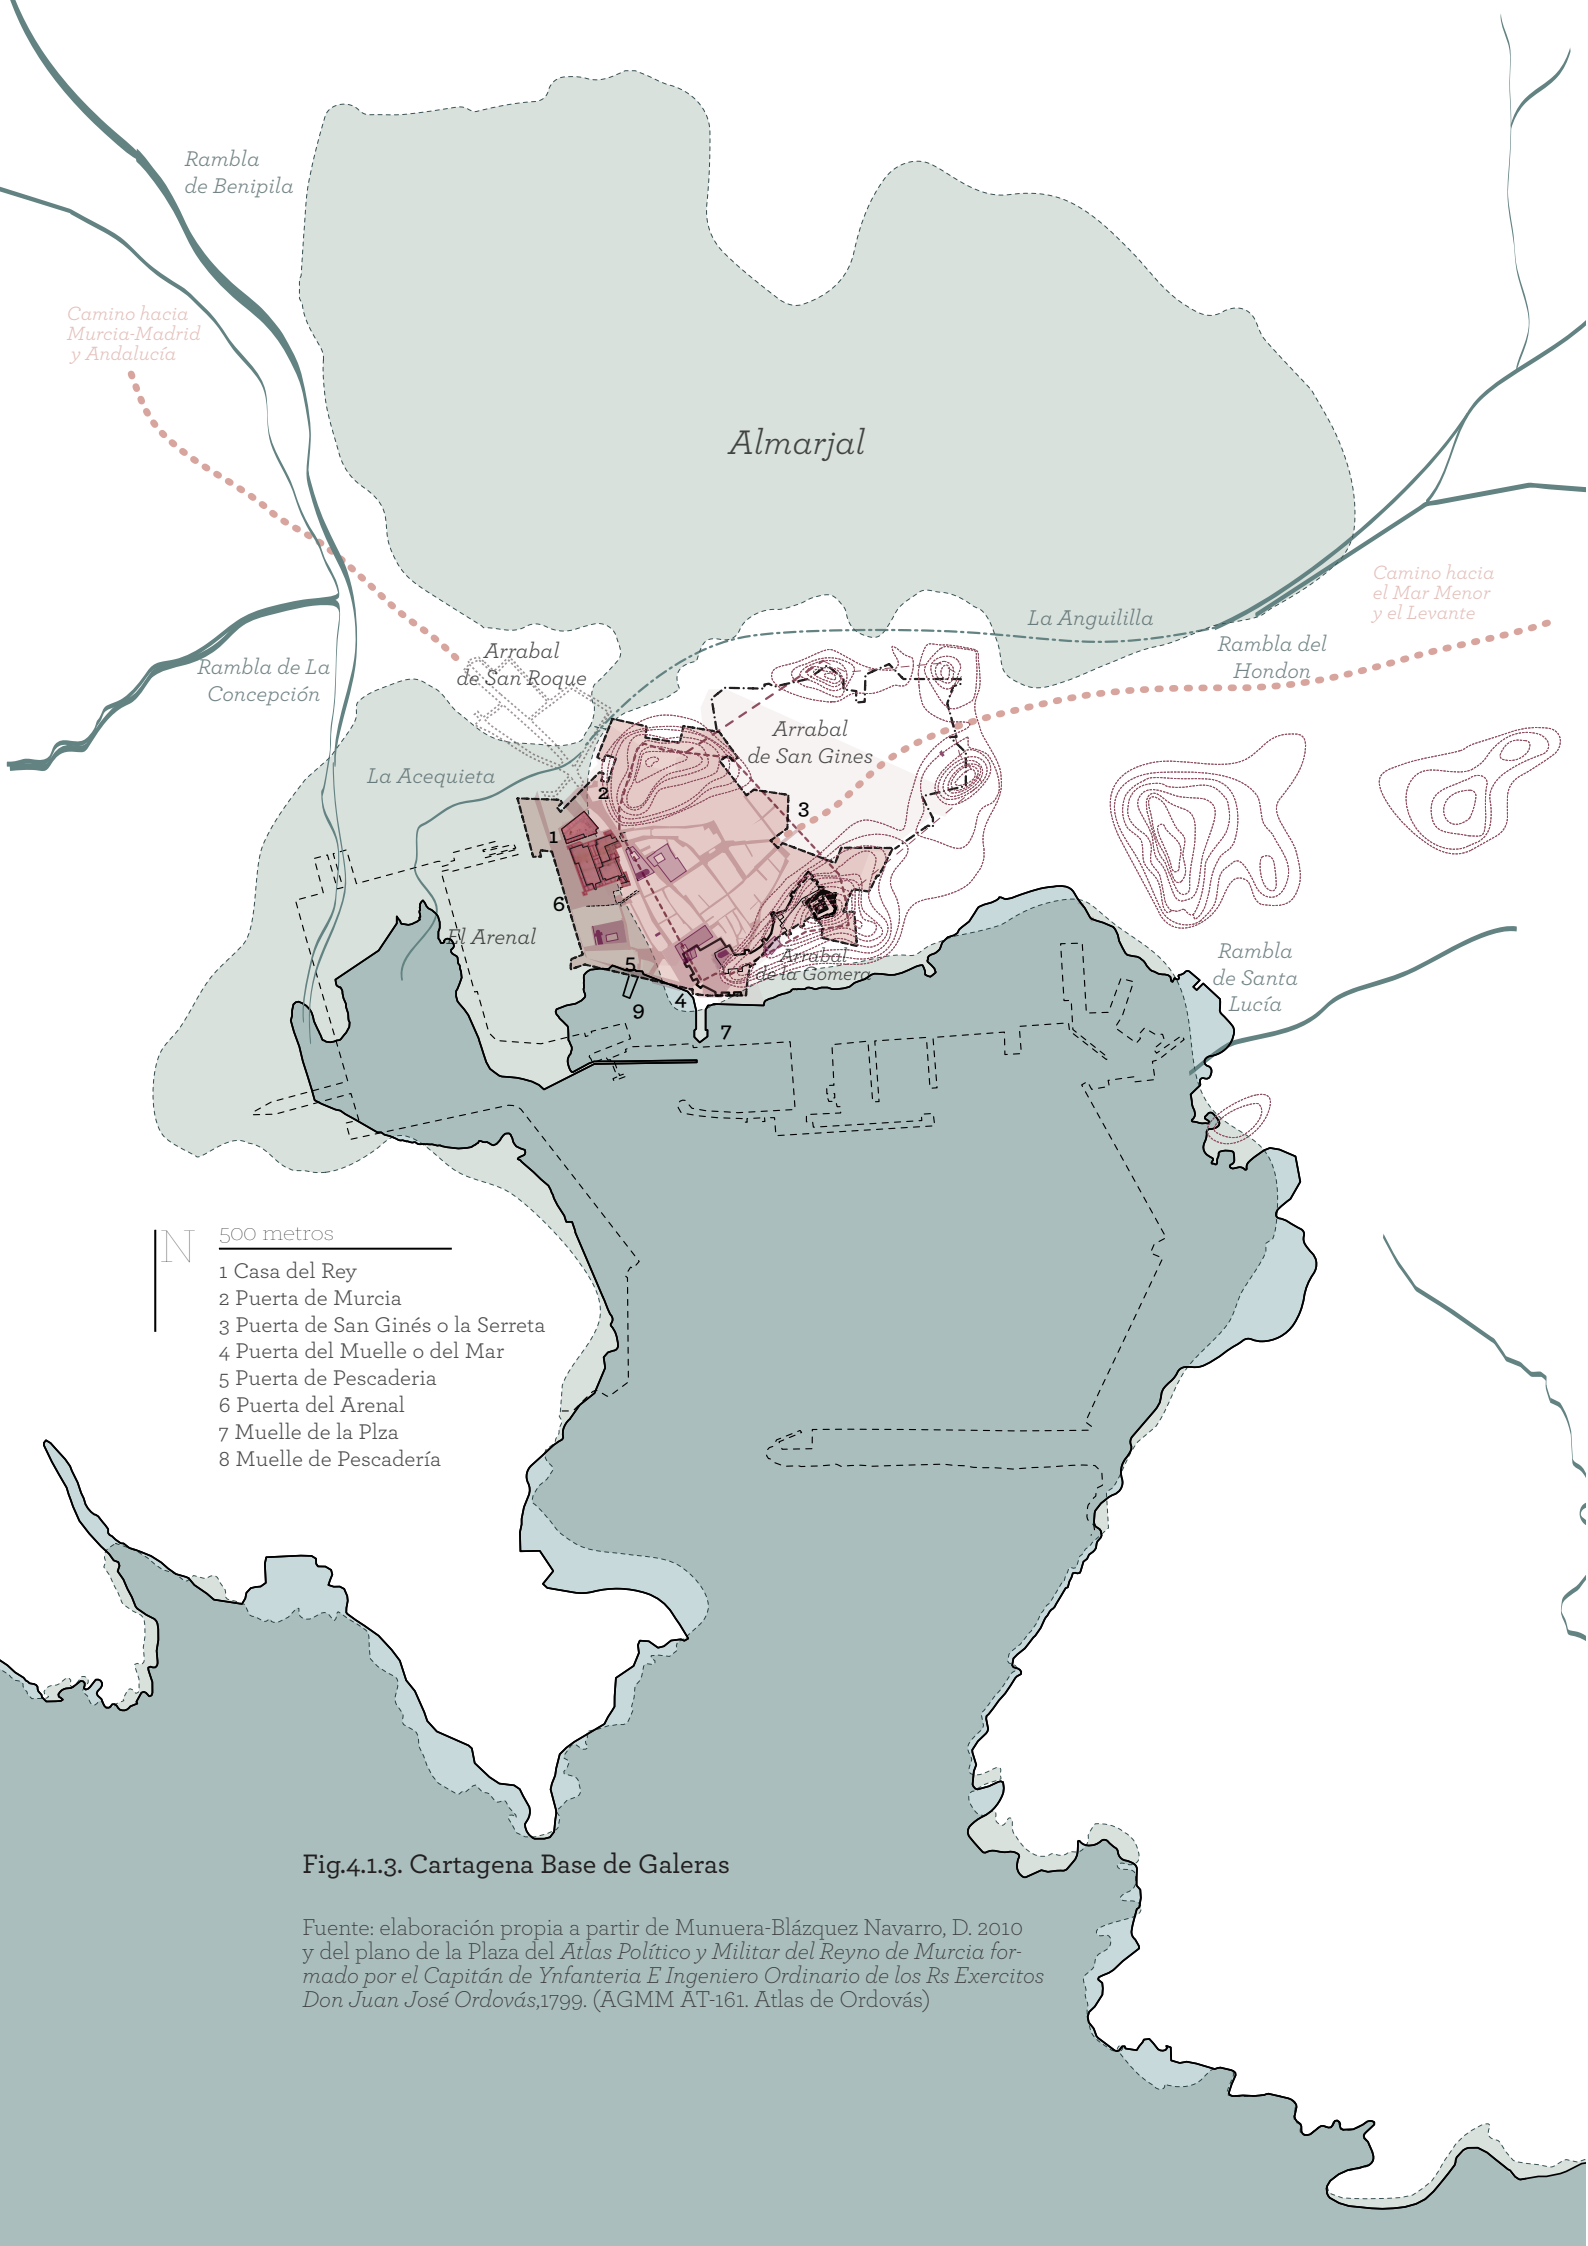 Rambla
de Benipila
Camino hacia
Murcia-Madrid
y Andalucía
Almarjal
Camino hacia
el Mar Menor
y el Levante
La Anguililla
Rambla del
Hondon
Arrabal
de San Roque
Rambla de La
Concepción
Arrabal
de San Gines
La Acequieta
2
3
1
6
El Arenal
Arrabal
de la Gomera
5
4
9
7
Rambla
de Santa
Lucía
N
500 metros
1 Casa del Rey
2 Puerta de Murcia
3 Puerta de San Ginés o la Serreta
4 Puerta del Muelle o del Mar
5 Puerta de Pescaderia
6 Puerta del Arenal
7 Muelle de la Plza
8 Muelle de Pescadería
Fig.4.1.3. Cartagena Base de Galeras
Fuente: elaboración propia a partir de Munuera-Blázquez Navarro, D. 2010
y del plano de la Plaza del Atlas Político y Militar del Reyno de Murcia for-
mado por el Capitán de Ynfanteria E Ingeniero Ordinario de los Rs Exercitos
Don Juan José Ordovás,1799. (AGMM AT-161. Atlas de Ordovás)